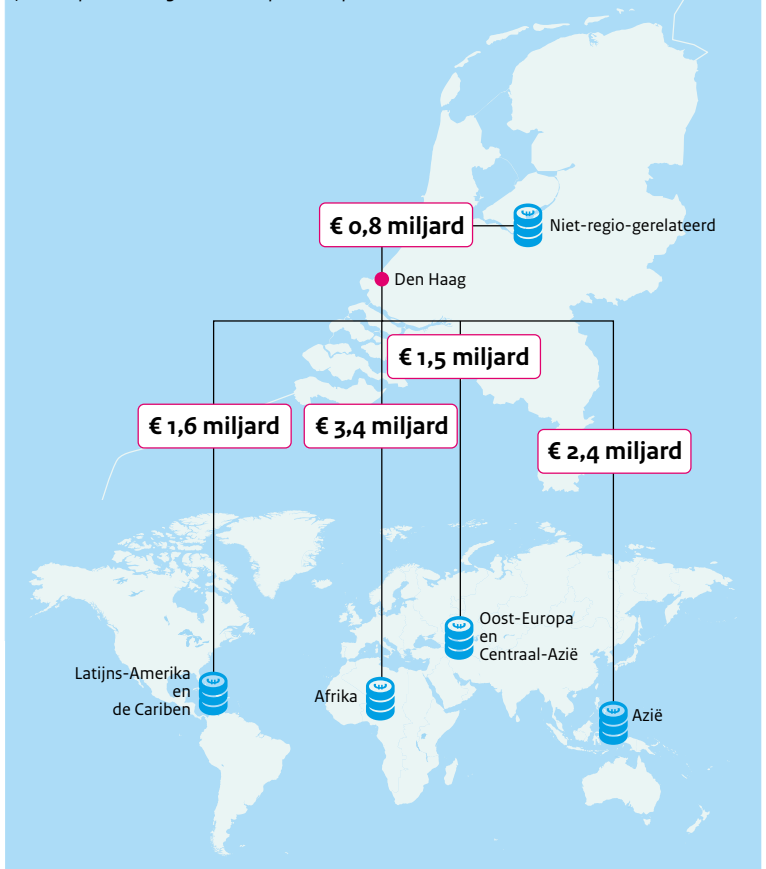 € 0,8 miljard
Niet-regio-gerelateerd
Den Haag
€ 1,5 miljard
€ 1,6 miljard
€ 3,4 miljard
€ 2,4 miljard
Oost-Europa
en
Centraal-Azië
Latijns-Amerika
en
de Cariben
Afrika
Azië